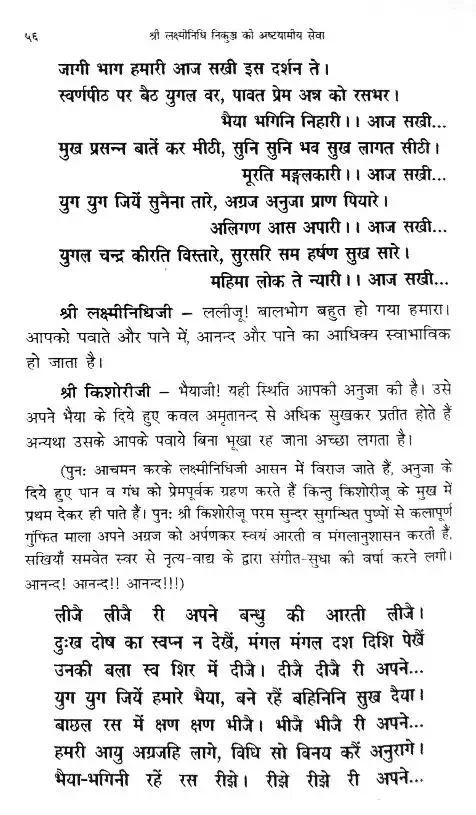 ५६ श्री लक्ष्मीनिधि निकुञ्ज की अष्टयामीय सेवा
जागी भाग हमारी आज सखी इस दर्शन ते।
स्वर्णपीठ पर बैठ युगल वर, पावत प्रेम अन्न को रसभर।
भैया भगिनि निहारी।। आज सखी...
मुख प्रसन्न बातें कर मीठी, सुनि सुनि भव सुख लागत सीठी।
मूरति मङ्गलकारी।। आज सखी...
युग युग जियें सुनैना तारे, अग्रज अनुजा प्राण पियारे।
अलिगण आस अपारी।। आज सखी...
युगल चन्द्र कीरति विस्तारे, सुरसरि सम हर्षण सुख सारे।
महिमा लोक ते न्यारी।। आज सखी...
श्री लक्ष्मीनिधिजी – ललीजू! बालभोग बहुत हो गया हमारा।
आपको पवाते और पाने में, आनन्द और पाने का आधिक्य स्वाभाविक
हो जाता है।
श्री किशोरीजी – भैयाजी! यही स्थिति आपकी अनुजा की है। उसे
अपने भैया के दिये हुए कवल अमृतानन्द से अधिक सुखकर प्रतीत होते हैं
अन्यथा उसके आपके पवाये बिना भूखा रह जाना अच्छा लगता है।
(पुन: आचमन करके लक्ष्मीनिधिजी आसन में विराज जाते हैं, अनुजा के
दिये हुए पान व गंध को प्रेमपूर्वक ग्रहण करते हैं किन्तु किशोरीजू के मुख में
प्रथम देकर ही पाते हैं। पुन: श्री किशोरीजू परम सुन्दर सुगन्धित पुष्पों से कलापूर्ण
गुंफित माला अपने अग्रज को अर्पणकर स्वयं आरती व मंगलानुशासन करती हैं,
सखियाँ समवेत स्वर से नृत्य-वाद्य के द्वारा संगीत-सुधा की वर्षा करने लगी।
आनन्द! आनन्द!! आनन्द!!!)
लीजै लीजै री अपने बन्धु की आरती लीजै।
दु:ख दोष का स्वप्न न देखें, मंगल मंगल दश दिशि पेखें
उनकी बला स्व शिर में दीजै। दीजै दीजै री अपने...
युग युग जियें हमारे भैया, बने रहें बहिनिनि सुख दैया।
बाछल रस में क्षण क्षण भीजै। भीजै भीजै री अपने...
हमरी आयु अग्रजहि लागे, विधि सो विनय करैं अनुरागे।
भैया-भगिनी रहें रस रीझे। रीझे रीझे री अपने...